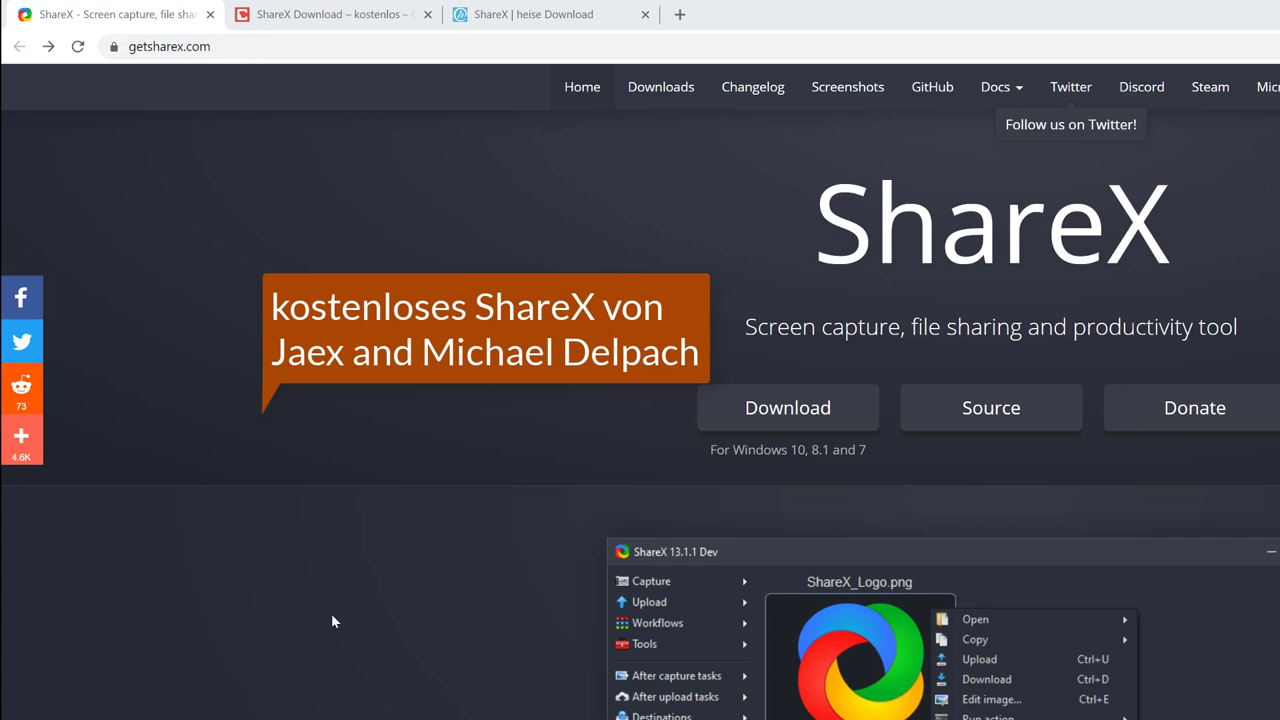 ShareX - Screen capture, file shar
ShareX Download – kostenlos –
ShareX | heise Download
getsharex.com
Home Downloads Changelog Screenshots GitHub Docs Twitter Discord Steam Micr
Follow us on Twitter!
ShareX
kostenloses ShareX von
Jaex and Michael Delpach
Screen capture, file sharing and productivity tool
73
4.6K
Download Source Donate
For Windows 10, 8.1 and 7
ShareX 13.1.1 Dev
Capture
Upload
Workflows
Tools
After capture tasks
After upload tasks
Destinations
ShareX_Logo.png
Open
Copy
Upload Ctrl+U
Download Ctrl+D
Edit image... Ctrl+E
Run action